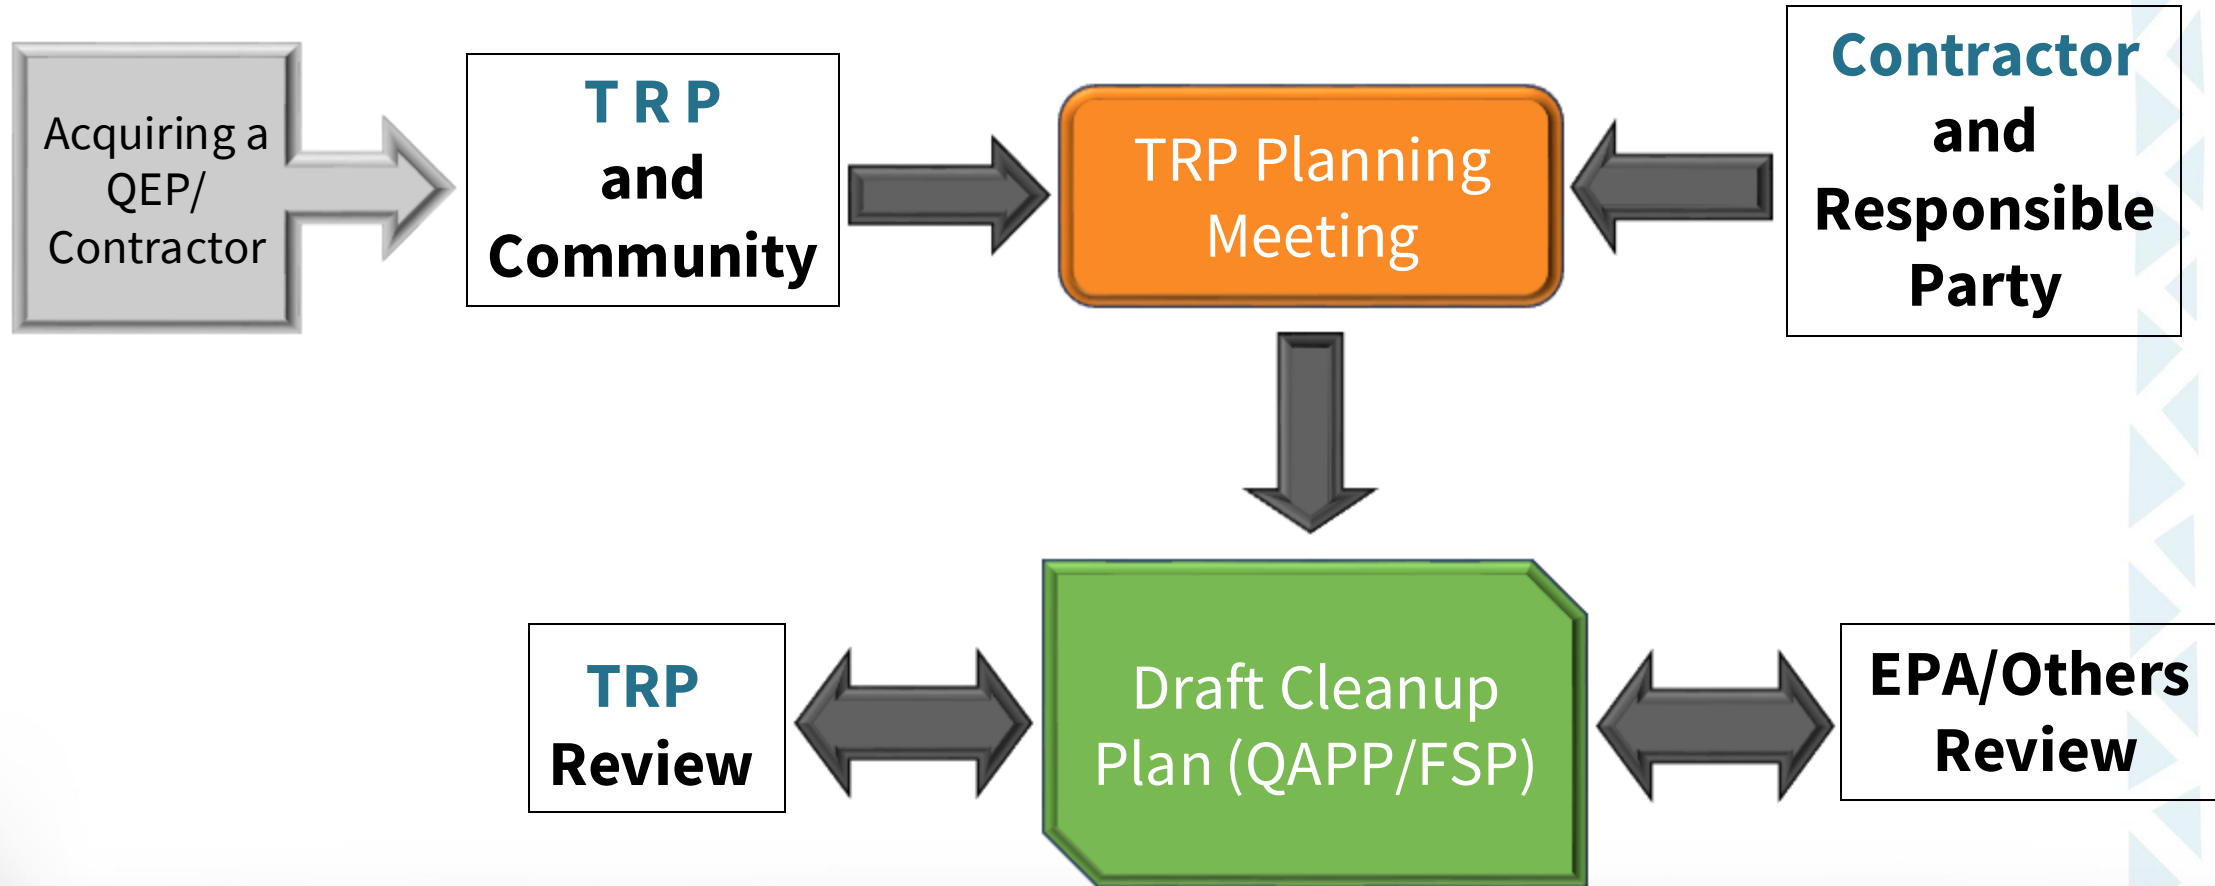 Acquiring a
QEP/
Contractor
T R P
and
Community
TRP Planning
Meeting
Contractor
and
Responsible
Party
TRP
Review
Draft Cleanup
Plan (QAPP/FSP)
EPA/Others
Review